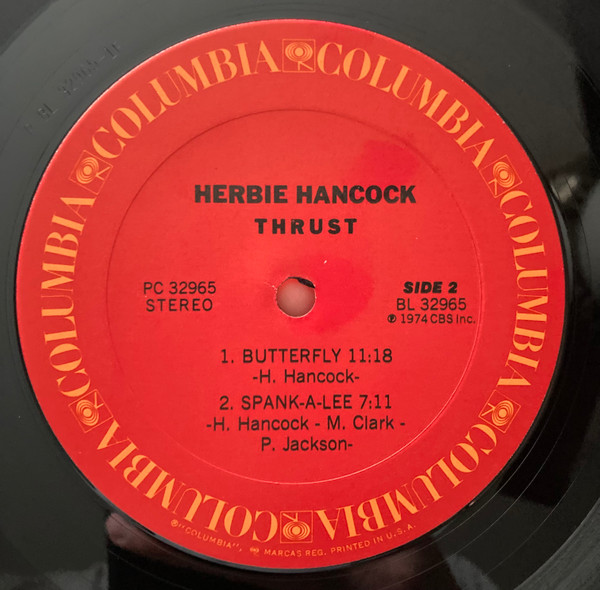 COLUMBIA COLUMBIA COLUMBIA COLUMBIA COLUMBIA COLUMBIA
HERBIE HANCOCK
THRUST
PC 32965
STEREO
SIDE 2
BL 32965
℗ 1974 CBS Inc.
1. BUTTERFLY 11:18
-H. Hancock-
2. SPANK-A-LEE 7:11
-H. Hancock - M. Clark -
P. Jackson-
®"COLUMBIA", MARCAS REG. PRINTED IN U.S.A.